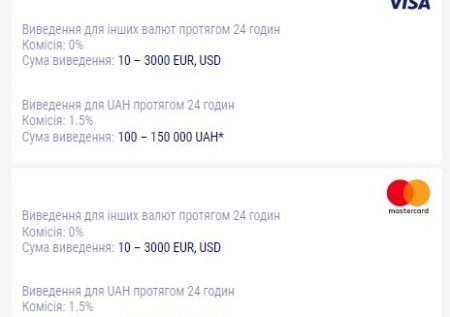 VISA
Виведення для інших валют протягом 24 годин
Комісія: 0%
Сума виведення: 10 – 3000 EUR, USD
Виведення для UAH протягом 24 годин
Комісія: 1.5%
Сума виведення: 100 – 150 000 UAH*
mastercard
Виведення для інших валют протягом 24 годин
Комісія: 0%
Сума виведення: 10 – 3000 EUR, USD
Виведення для UAH протягом 24 годин
Комісія: 1.5%